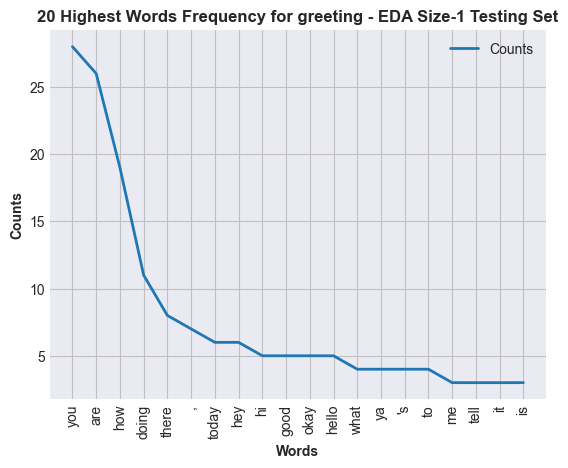 20 Highest Words Frequency for greeting - EDA Size-1 Testing Set
Counts
25
20
15
10
5
Counts
you
are
how
doing
there
,
today
hey
hi
good
okay
hello
what
ya
's
to
me
tell
it
is
Words